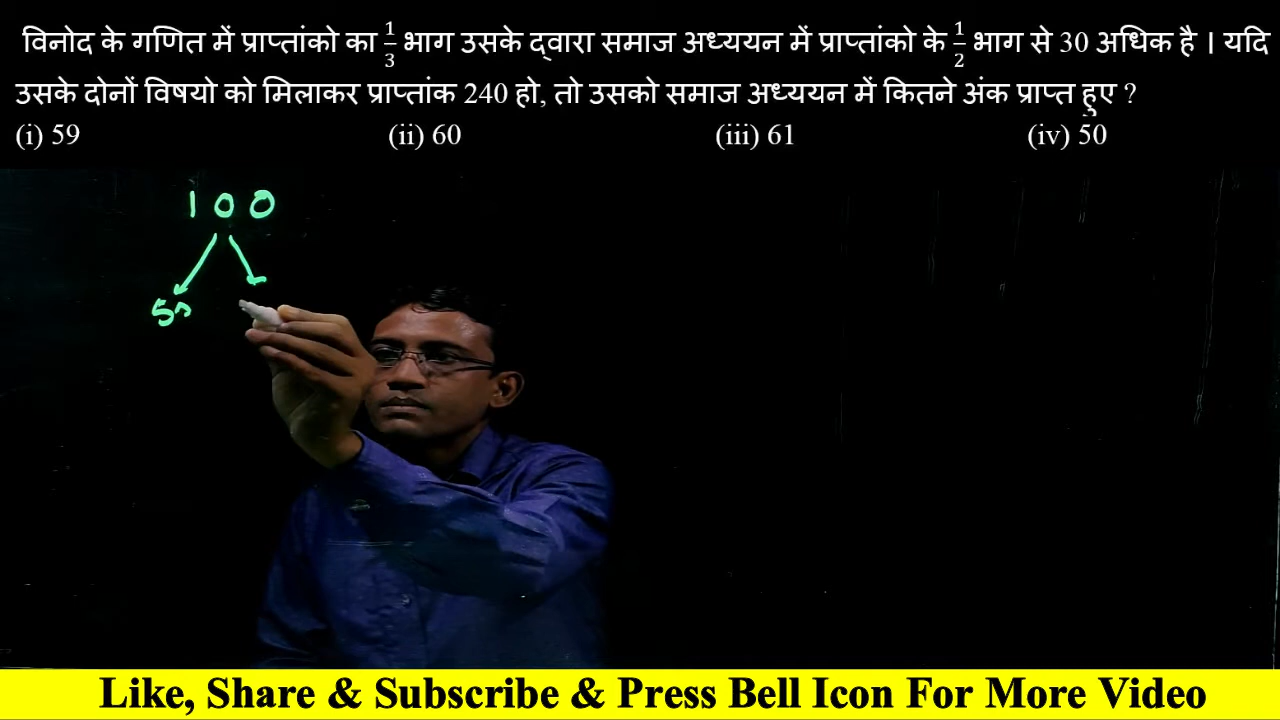 विनोद के गणित में प्राप्तांको का 1/3 भाग उसके द्वारा समाज अध्ययन में प्राप्तांको के 1/2 भाग से 30 अधिक है । यदि
उसके दोनों विषयो को मिलाकर प्राप्तांक 240 हो, तो उसको समाज अध्ययन में कितने अंक प्राप्त हुए ?
(i) 59 (ii) 60 (iii) 61 (iv) 50
100
50
Like, Share & Subscribe & Press Bell Icon For More Video